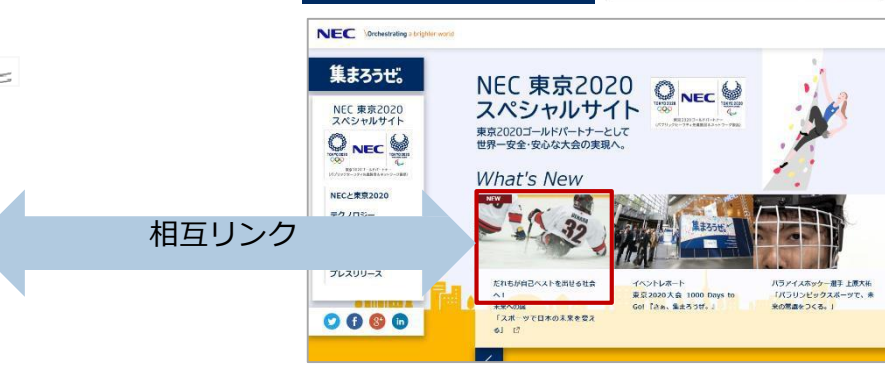 NEC \Orchestrating a brighter world
集まろうぜ。
NEC 東京2020
スペシャルサイト
NEC
NECと東京2020
テクノロジー
プレスリリース
相互リンク
NEC 東京2020
スペシャルサイト
東京2020ゴールドパートナーとして
世界一安全・安心な大会の実現へ。
NEC
What's New
NEW
32
だれもが自己ベストを出せる社会
へ！
未来への道
「スポーツで日本の未来を変え
る」
集まろうぜ。
イベントレポート
東京2020大会 1000 Days to
Go!「さぁ、集まろうぜ。」
パラアイスホッケー選手 上原大祐
「パラリンピックスポーツで、未
来の常識をつくる。」